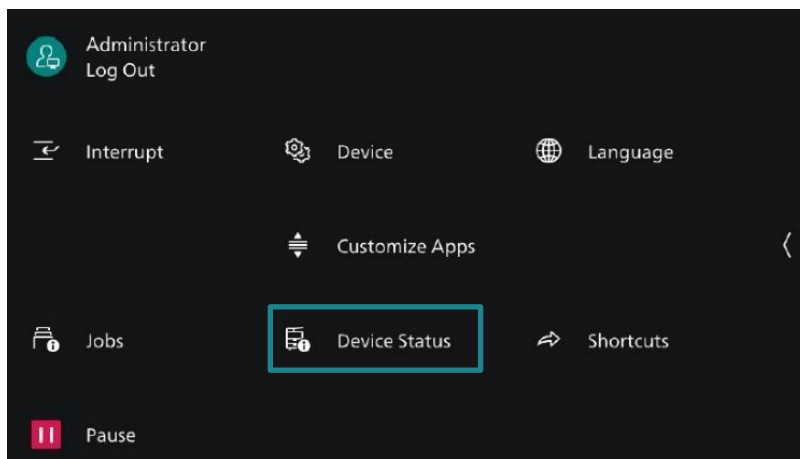 Administrator
Log Out
Interrupt
Device
Language
Customize Apps
Jobs
Device Status
Shortcuts
Pause